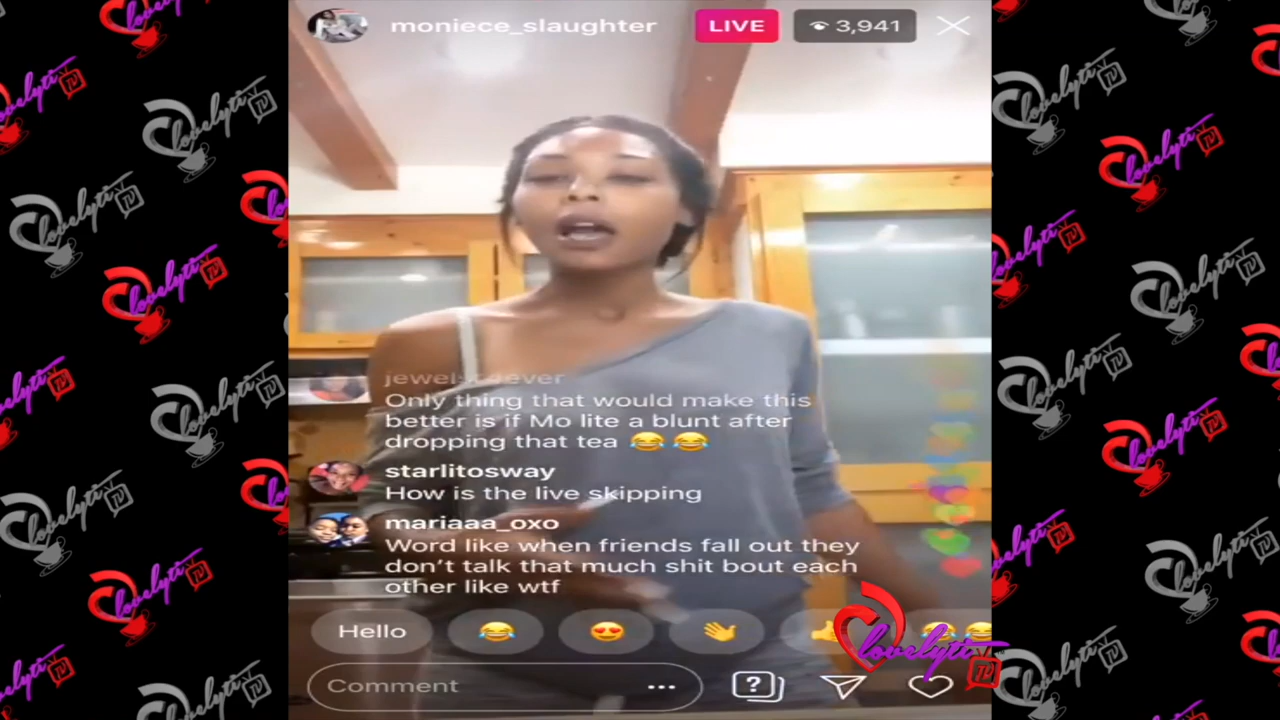 moniece_slaughter
LIVE
3,941
Only thing that would make this
better is if Mo lite a blunt after
dropping that tea 😂 😂
starlitosway
How is the live skipping
mariaaa_oxo
Word like when friends fall out they
don't talk that much shit bout each
other like wtf
Hello
Comment
Lovelyti
TV